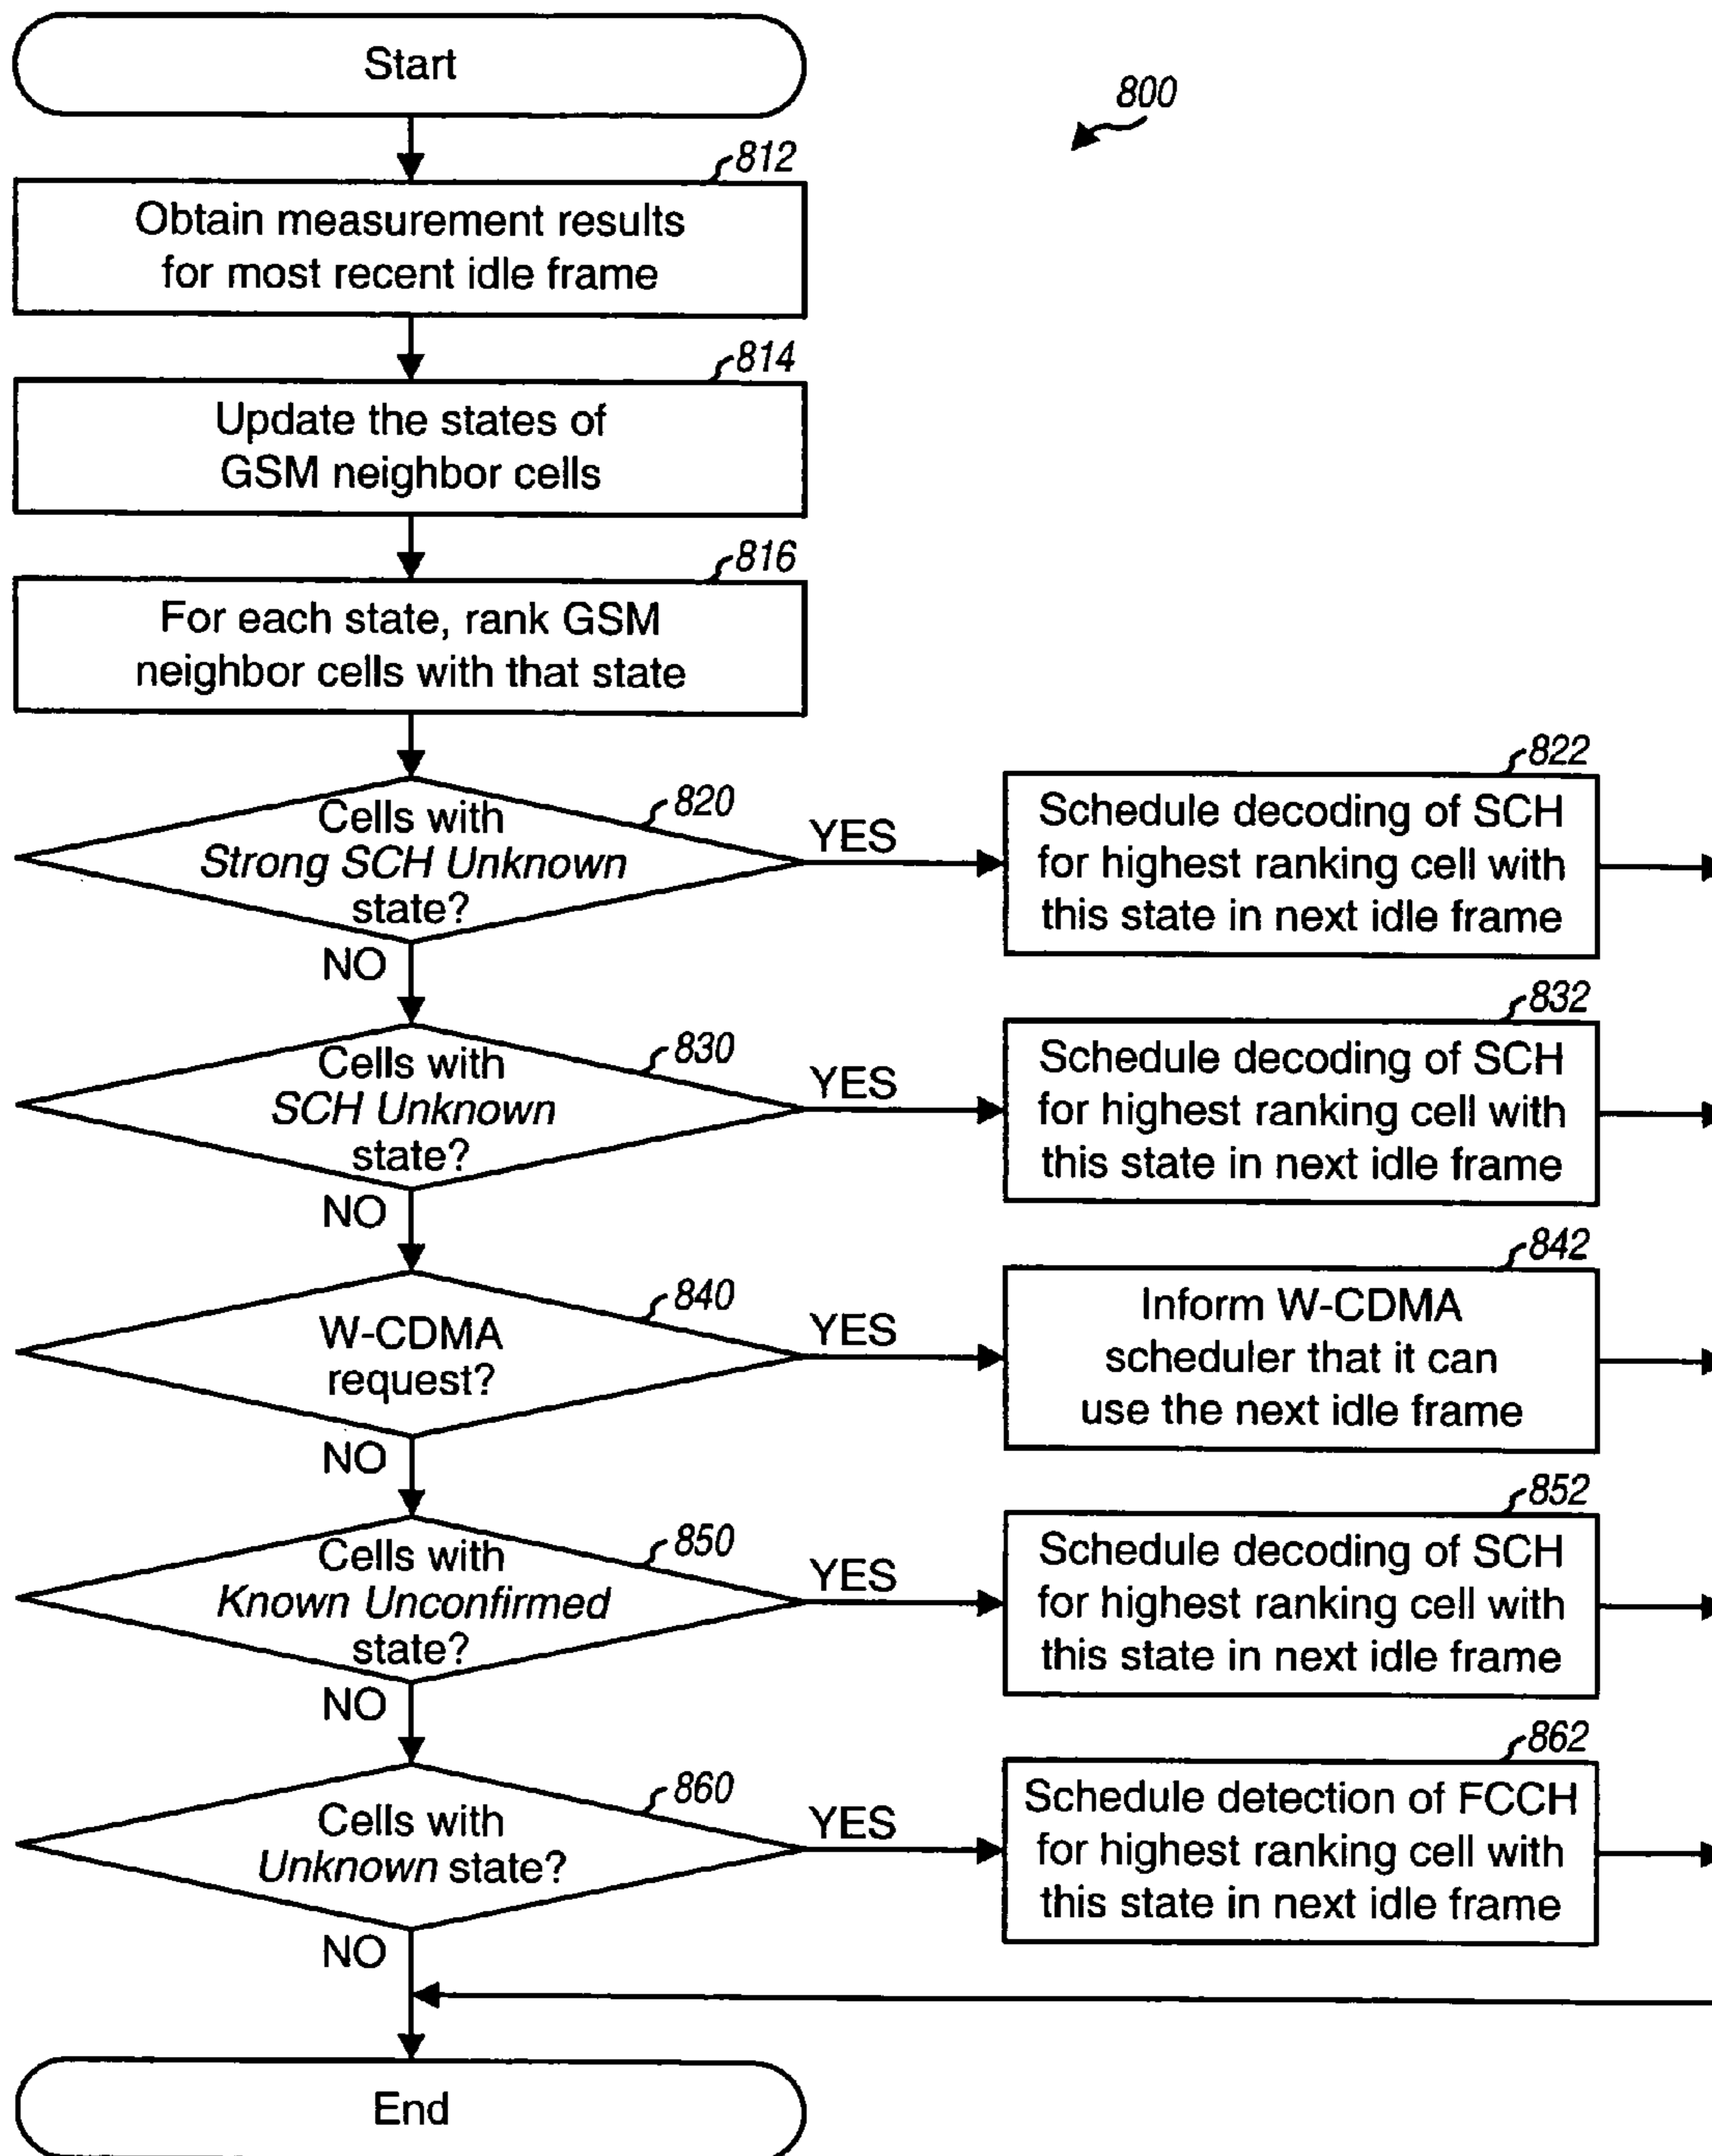 Start
800
812
Obtain measurement results
for most recent idle frame
814
Update the states of
GSM neighbor cells
816
For each state, rank GSM
neighbor cells with that state
820
Cells with
Strong SCH Unknown
state?
YES
NO
822
Schedule decoding of SCH
for highest ranking cell with
this state in next idle frame
830
Cells with
SCH Unknown
state?
YES
NO
832
Schedule decoding of SCH
for highest ranking cell with
this state in next idle frame
840
W-CDMA
request?
YES
NO
842
Inform W-CDMA
scheduler that it can
use the next idle frame
850
Cells with
Known Unconfirmed
state?
YES
NO
852
Schedule decoding of SCH
for highest ranking cell with
this state in next idle frame
860
Cells with
Unknown state?
YES
NO
862
Schedule detection of FCCH
for highest ranking cell with
this state in next idle frame
End